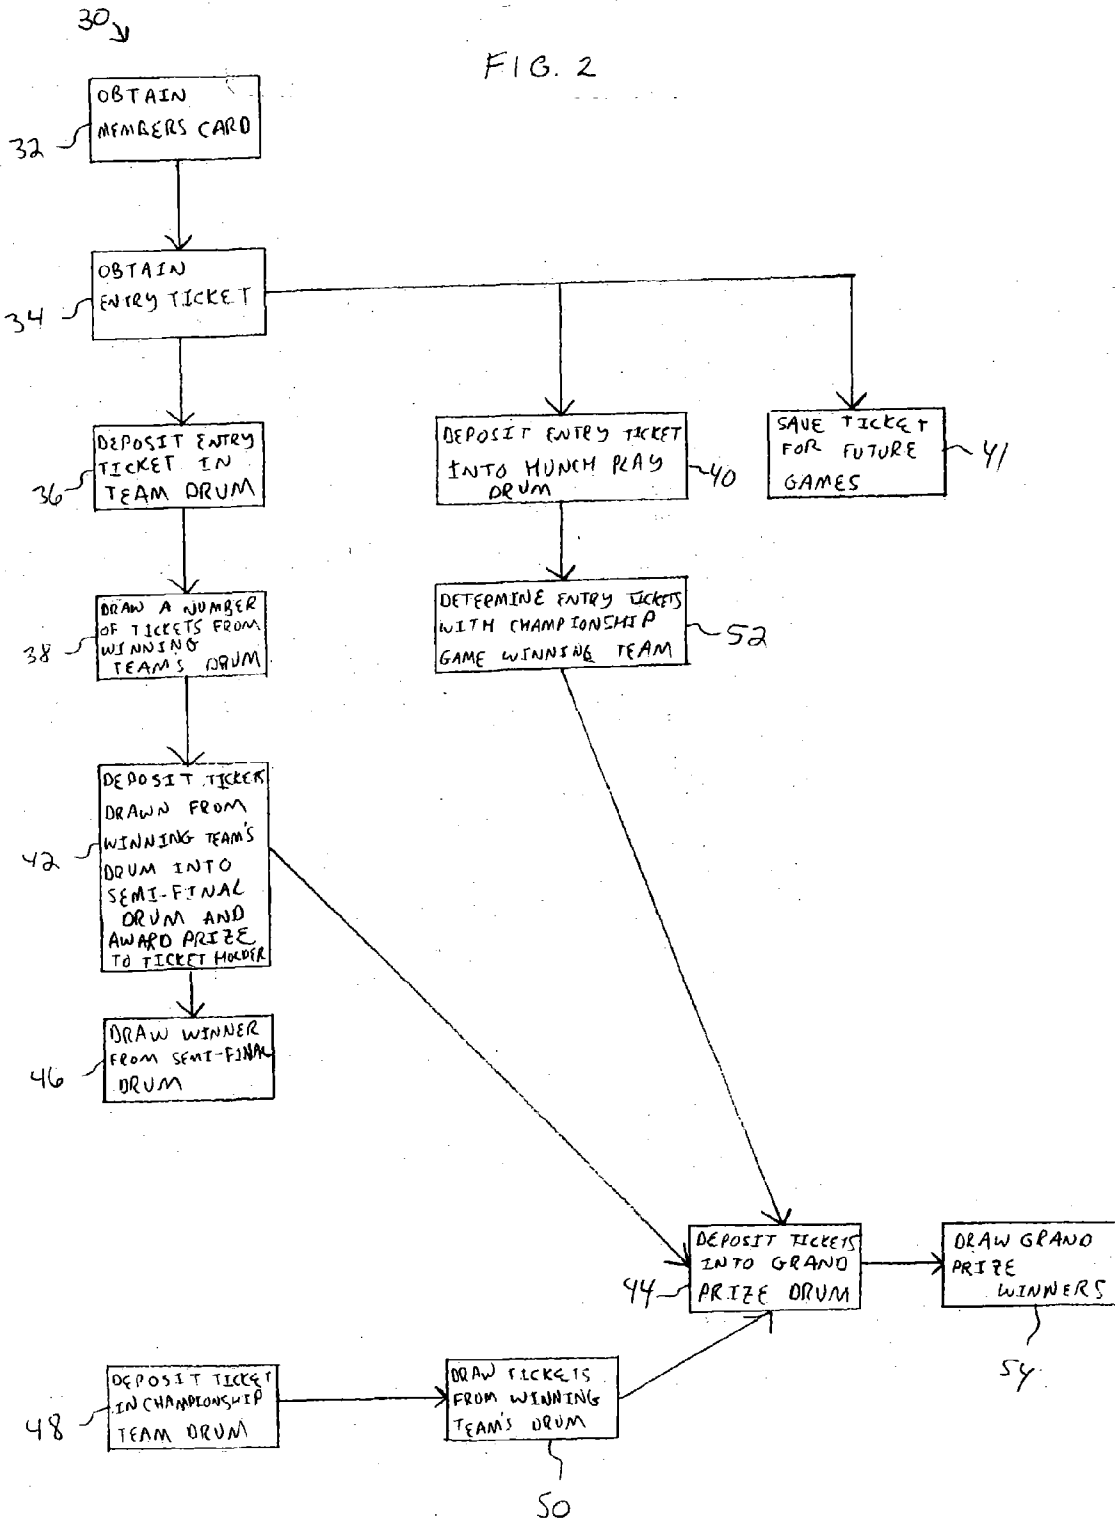 30
FIG. 2
OBTAIN
MEMBERS CARD
32
OBTAIN
ENTRY TICKET
34
DEPOSIT ENTRY
TICKET IN
TEAM DRUM
36
DEPOSIT ENTRY TICKET
INTO HUNCH PLAY
DRUM
40
SAVE TICKET
FOR FUTURE
GAMES
41
DRAW A NUMBER
OF TICKETS FROM
WINNING
TEAM'S DRUM
38
DETERMINE ENTRY TICKETS
WITH CHAMPIONSHIP
GAME WINNING TEAM
52
DEPOSIT TICKETS
DRAWN FROM
WINNING TEAM'S
DRUM INTO
SEMI-FINAL
DRUM AND
AWARD PRIZE
TO TICKET HOLDER
42
DRAW WINNER
FROM SEMI-FINAL
DRUM
46
DEPOSIT TICKETS
INTO GRAND
PRIZE DRUM
44
DRAW GRAND
PRIZE
WINNERS
54
DEPOSIT TICKET
IN CHAMPIONSHIP
TEAM DRUM
48
DRAW TICKETS
FROM WINNING
TEAM'S DRUM
50